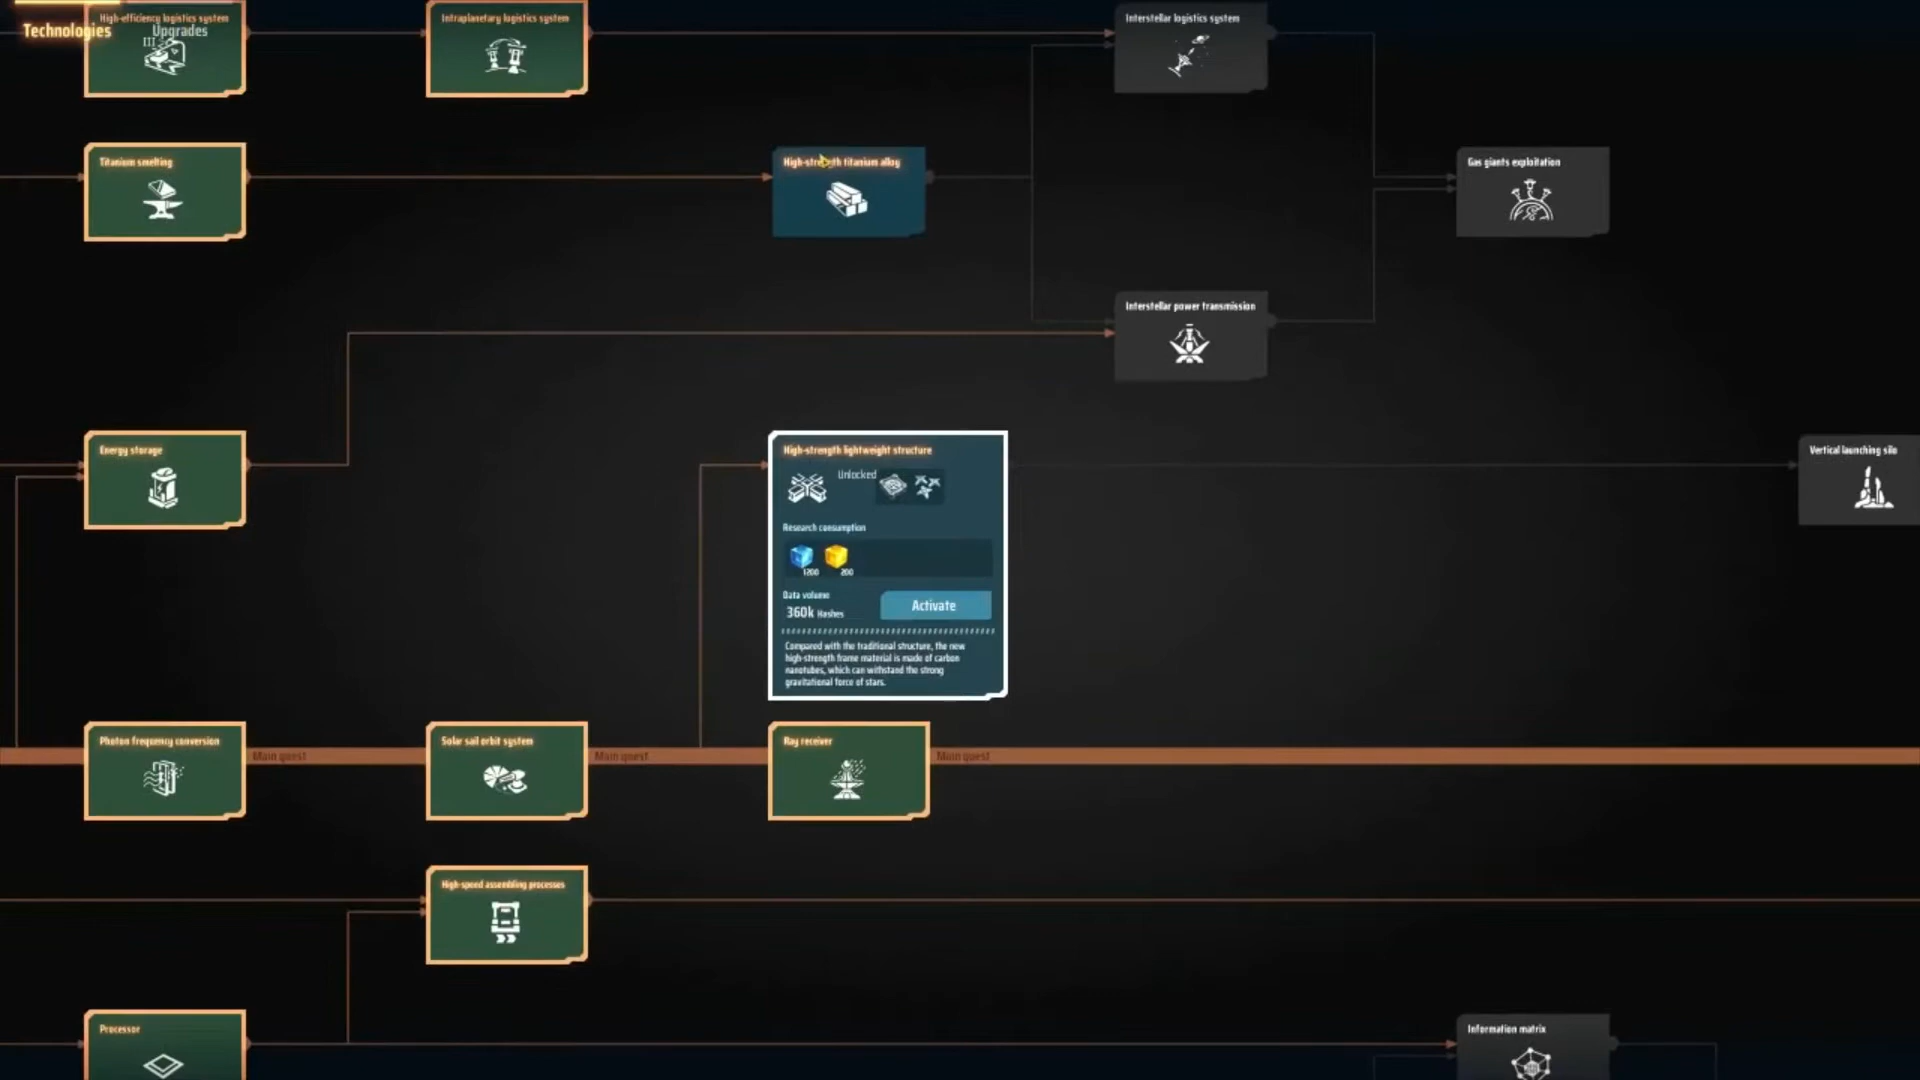 High-efficiency logistics system
Intraplanetary logistics system
Interstellar logistics system
Technologies
Upgrades
III
Titanium smelting
High-strength titanium alloy
Gas giants exploitation
Interstellar power transmission
Energy storage
High-strength lightweight structure
Vertical launching silo
Unlocked
Research consumption
1200
200
Data volume
360k Hashes
Activate
Compared with the traditional structure, the new
high-strength frame material is made of carbon
nanotubes, which can withstand the strong
gravitational force of stars.
Photon frequency conversion
Solar sail orbit system
Ray receiver
Main quest
Main quest
Main quest
High-speed assembling processes
Processor
Information matrix